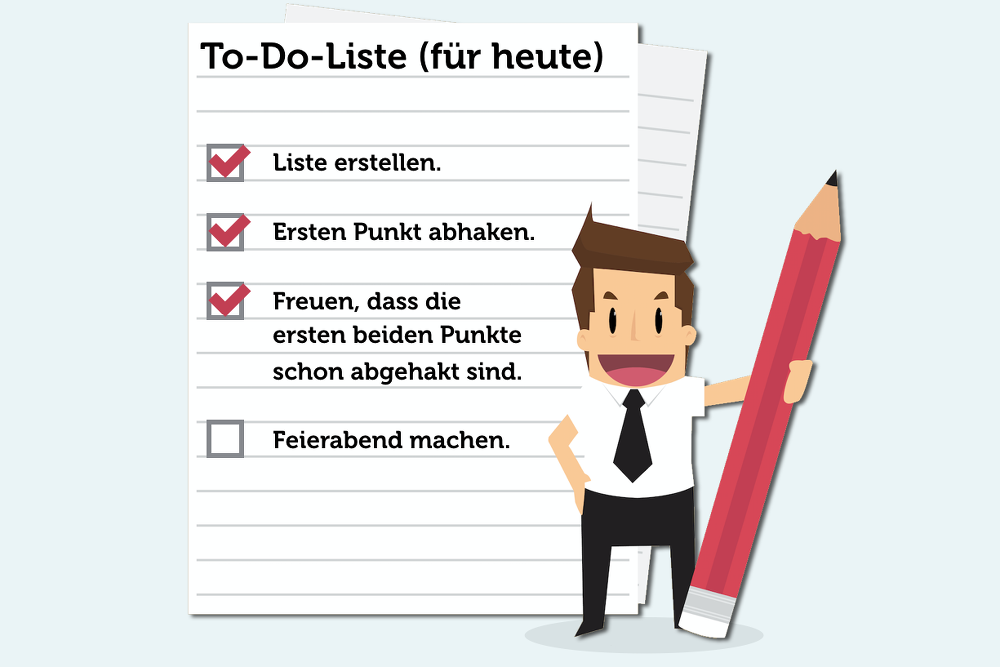 To-Do-Liste (für heute)
Liste erstellen.
Ersten Punkt abhaken.
Freuen, dass die
ersten beiden Punkte
schon abgehakt sind.
Feierabend machen.